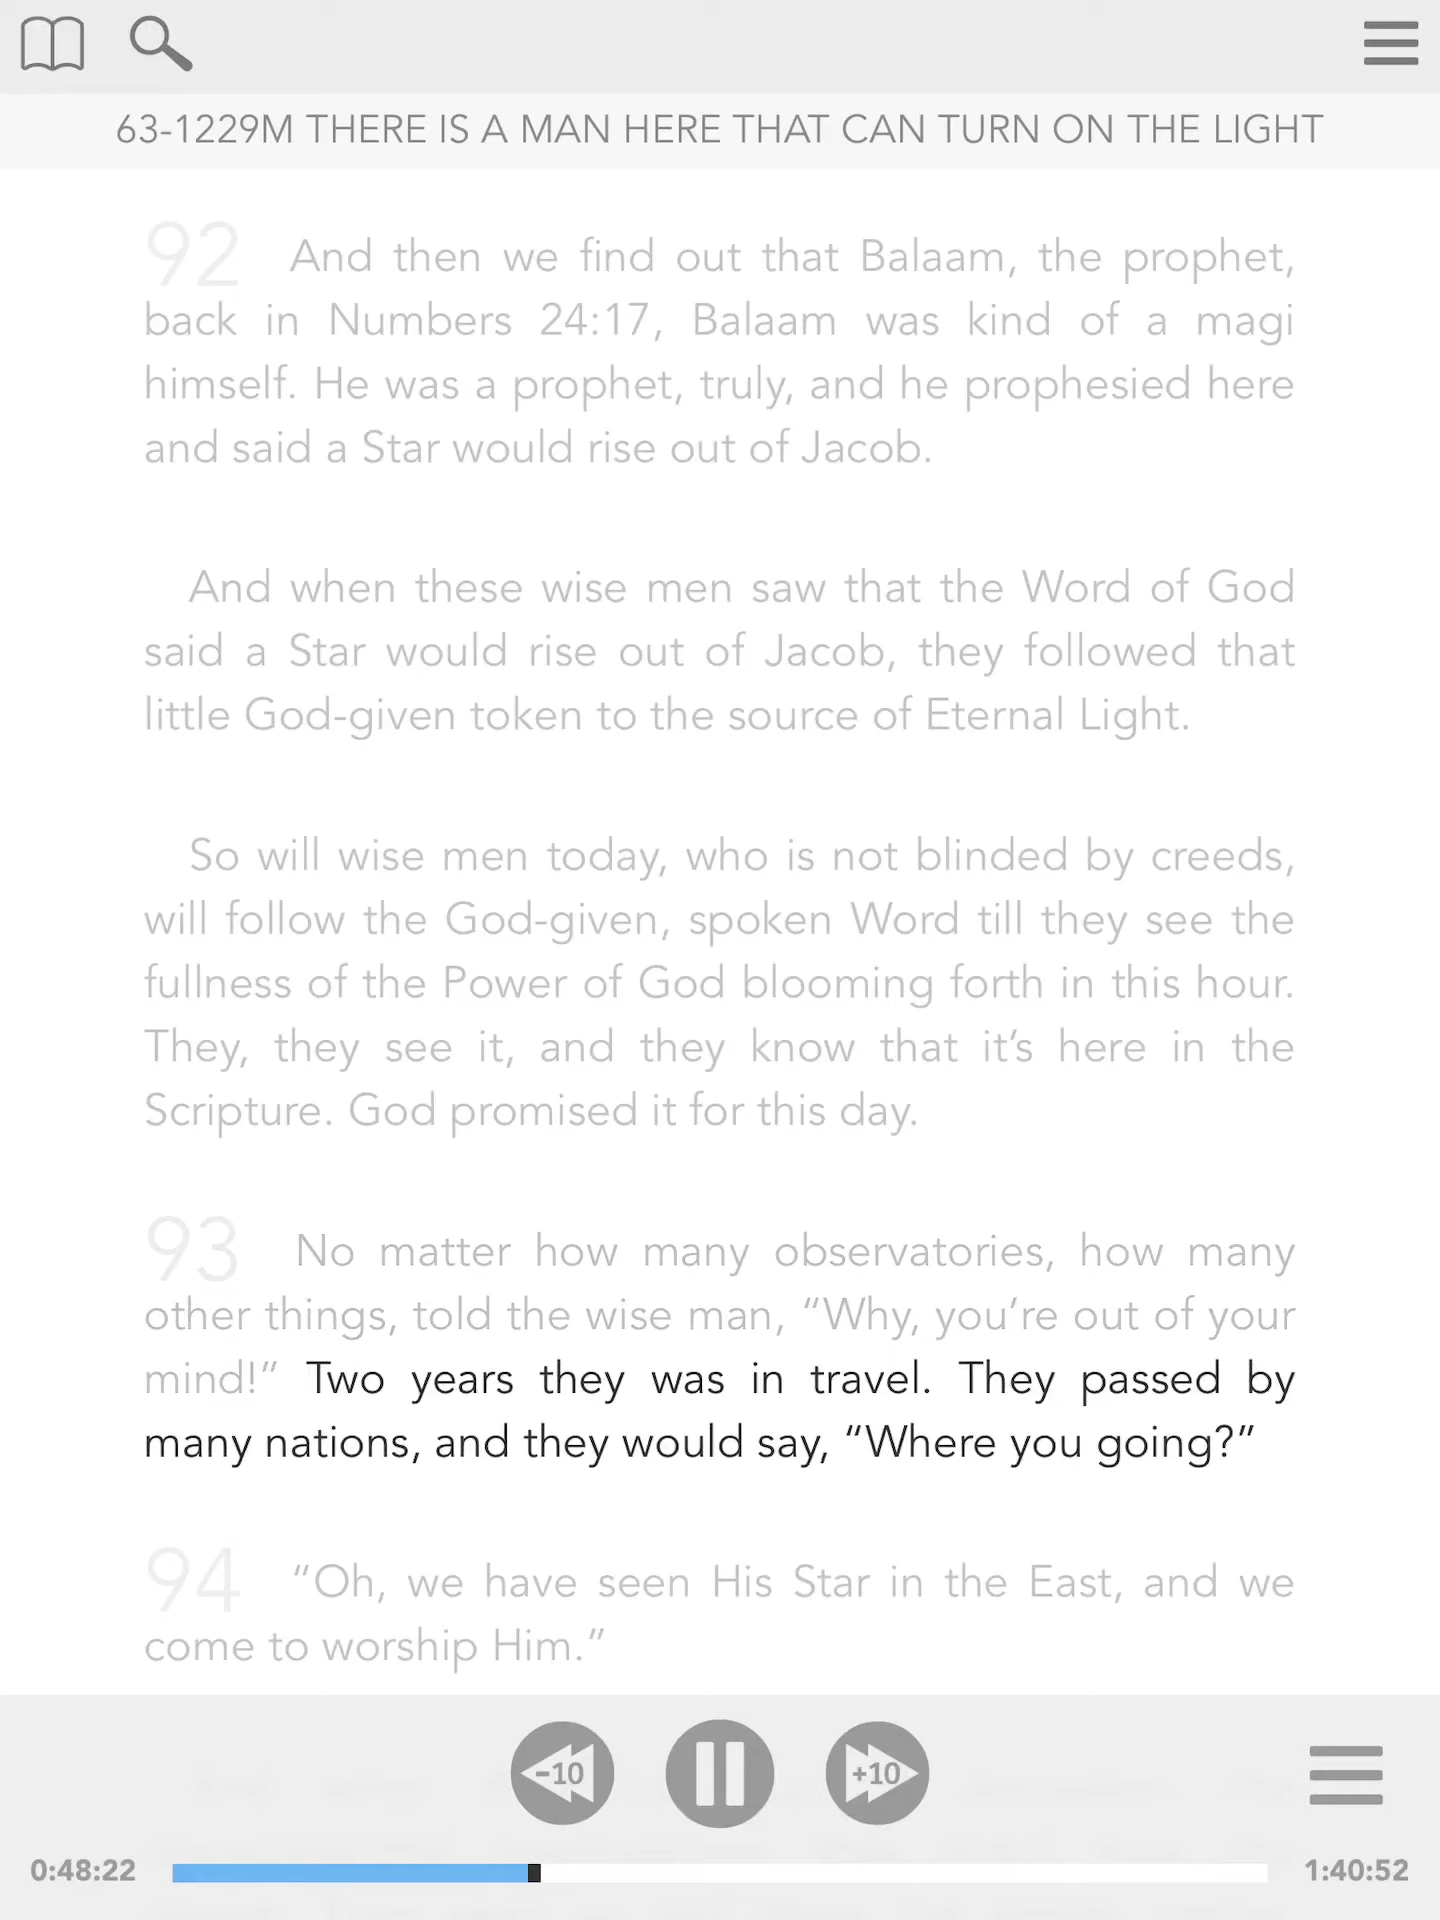 63-1229M THERE IS A MAN HERE THAT CAN TURN ON THE LIGHT
92 And then we find out that Balaam, the prophet,
back in Numbers 24:17, Balaam was kind of a magi
himself. He was a prophet, truly, and he prophesied here
and said a Star would rise out of Jacob.
And when these wise men saw that the Word of God
said a Star would rise out of Jacob, they followed that
little God-given token to the source of Eternal Light.
So will wise men today, who is not blinded by creeds,
will follow the God-given, spoken Word till they see the
fullness of the Power of God blooming forth in this hour.
They, they see it, and they know that it’s here in the
Scripture. God promised it for this day.
93 No matter how many observatories, how many
other things, told the wise man, “Why, you’re out of your
mind!” Two years they was in travel. They passed by
many nations, and they would say, “Where you going?”
94 “Oh, we have seen His Star in the East, and we
come to worship Him.”
-10 +10
0:48:22 1:40:52